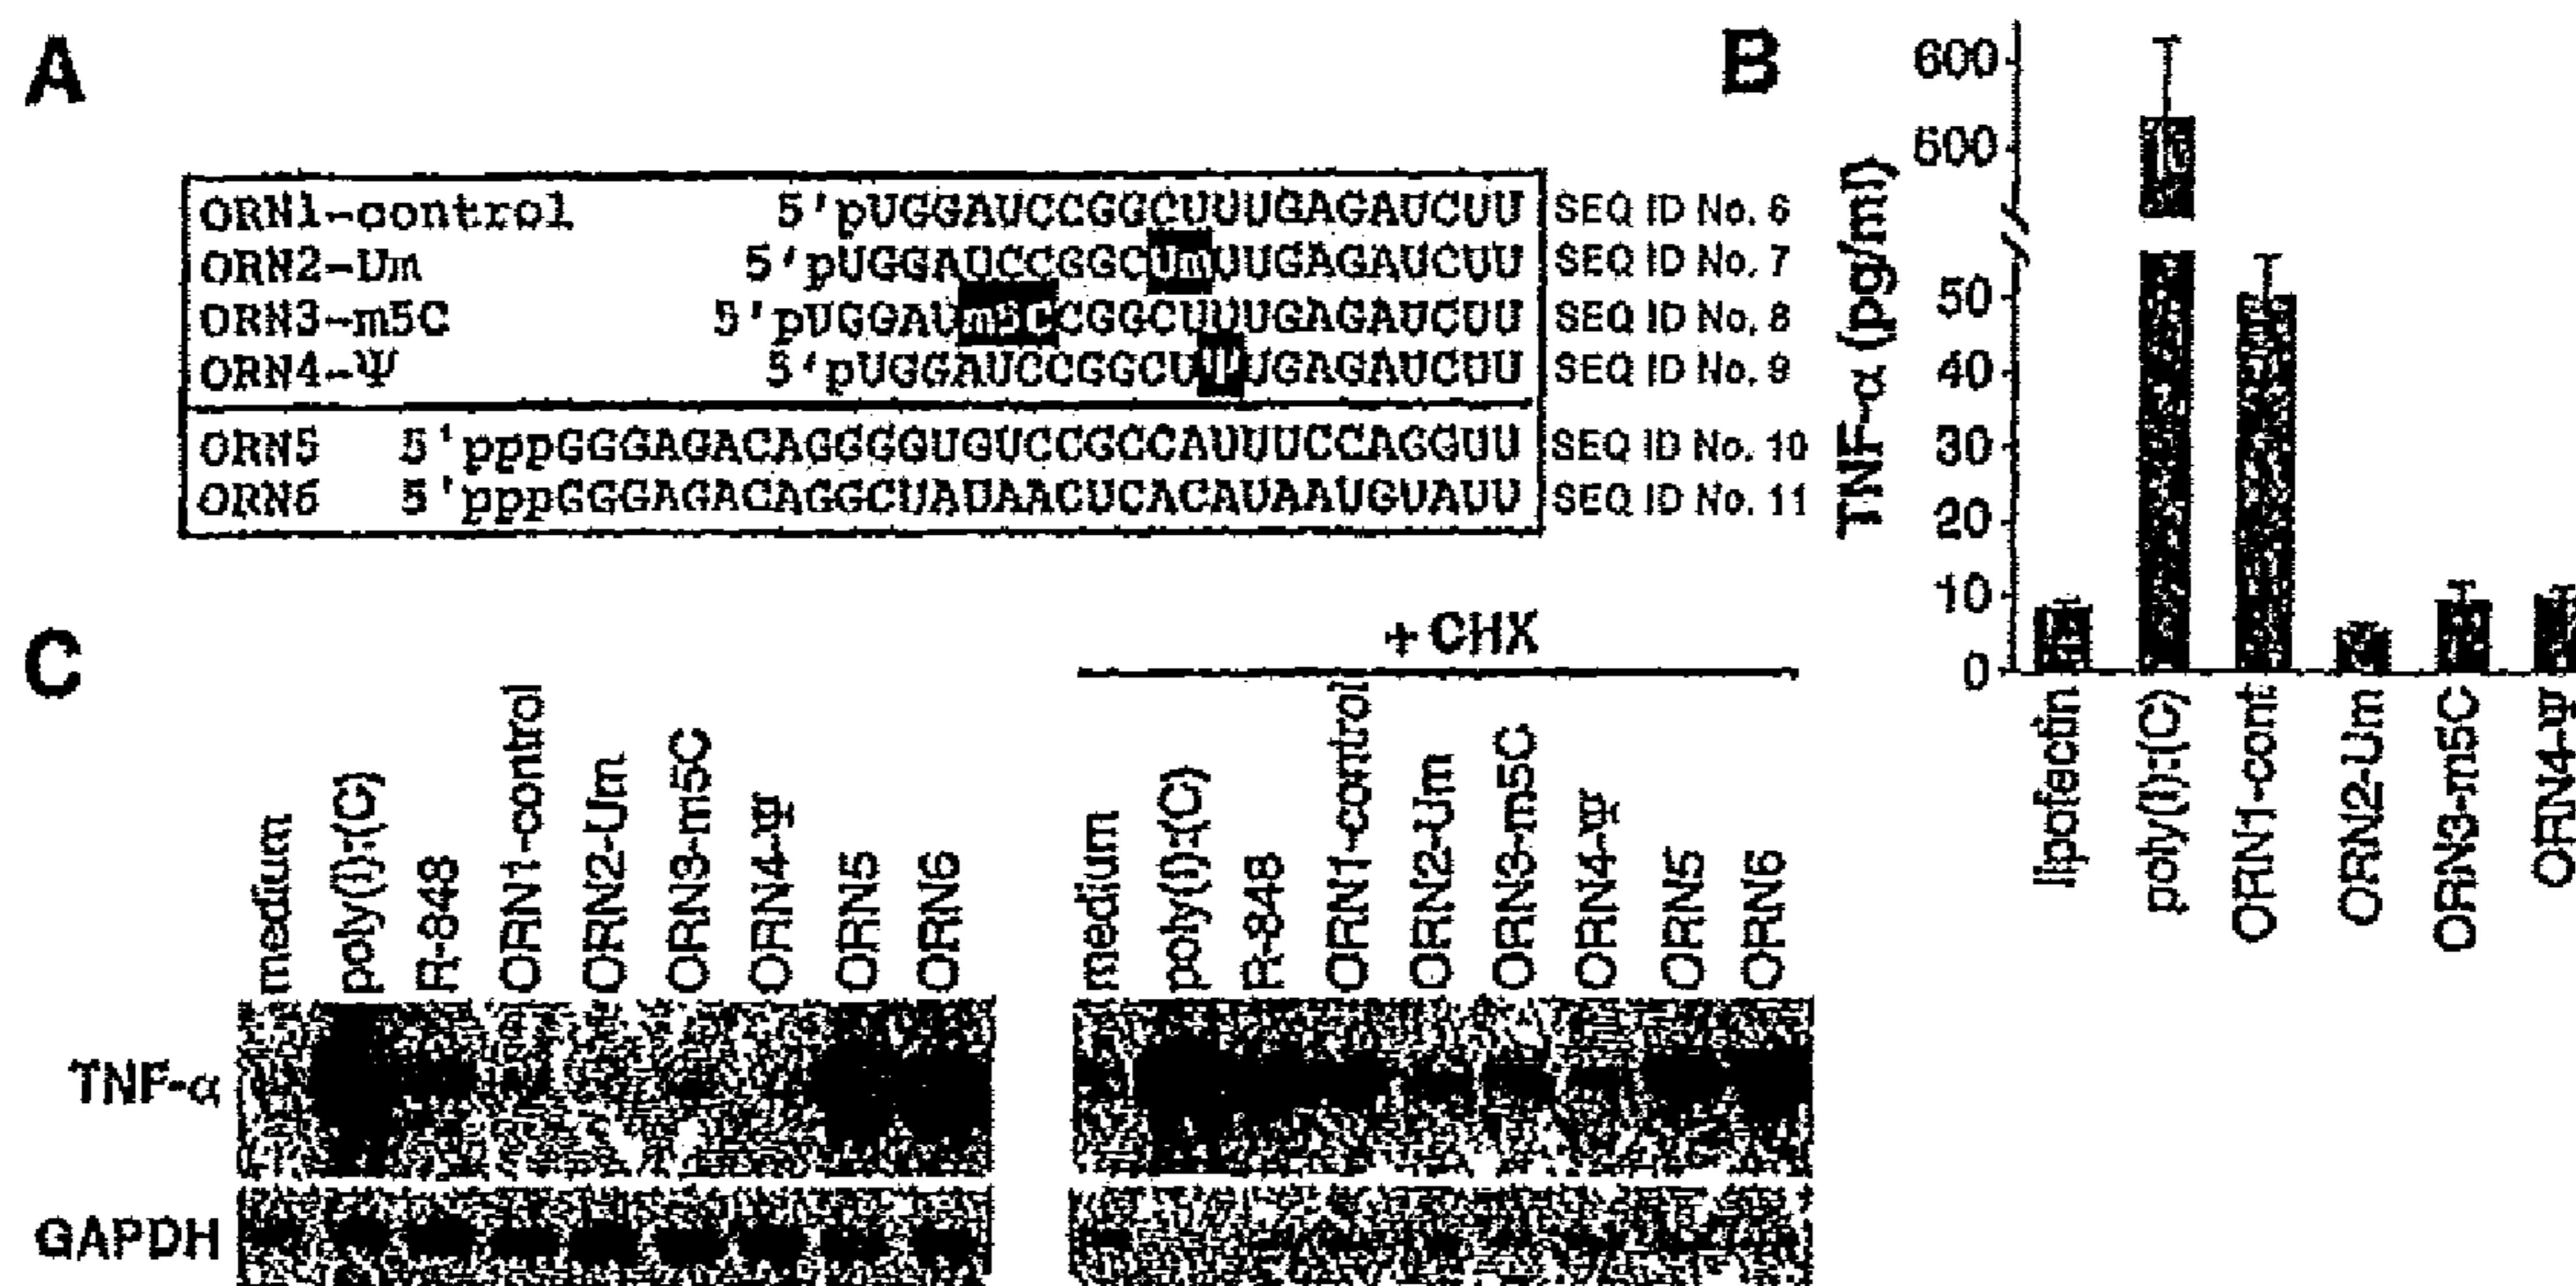 A
ORN1-control 5'pUGGAUCCGGCUUUGAGAUCUU SEQ ID No. 6
ORN2-Um 5'pUGGAUCCGGCUmUUGAGAUCUU SEQ ID No. 7
ORN3-m5C 5'pUGGAUm5CCGGCUUUGAGAUCUU SEQ ID No. 8
ORN4-Ψ 5'pUGGAUCCGGCUΨUGAGAUCUU SEQ ID No. 9
ORN5 5'pppGGGAGACAGGGGUGUCCGCCAUUUCCAGGUU SEQ ID No. 10
ORN6 5'pppGGGAGACAGGCUAUAACUCACAUAAUGUAUU SEQ ID No. 11
B
TNF-α (pg/ml)
600
500
50
40
30
20
10
0
lipofectin
poly(I):(C)
ORN1-cont
ORN2-Um
ORN3-m5C
ORN4-Ψ
C
medium
poly(I):(C)
R-848
ORN1-control
ORN2-Um
ORN3-m5C
ORN4-Ψ
ORN5
ORN6
+ CHX
medium
poly(I):(C)
R-848
ORN1-control
ORN2-Um
ORN3-m5C
ORN4-Ψ
ORN5
ORN6
TNF-α
GAPDH